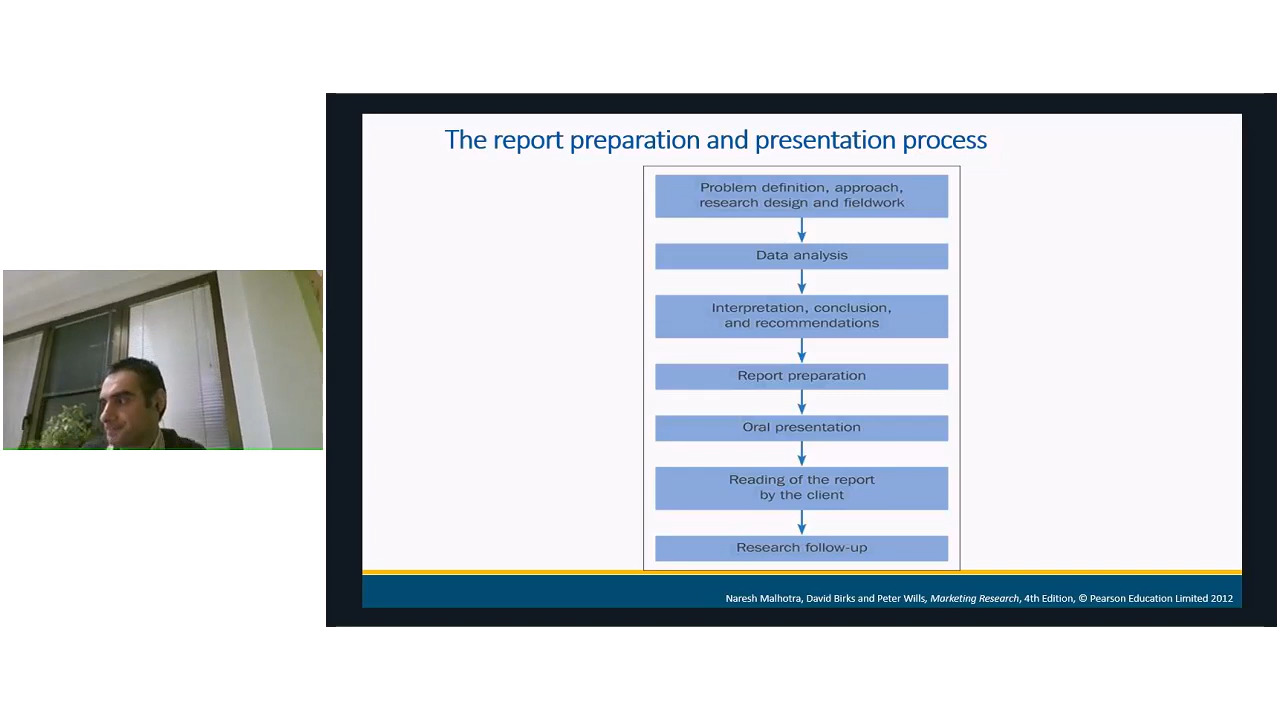 The report preparation and presentation process
Problem definition, approach,
research design and fieldwork
Data analysis
Interpretation, conclusion,
and recommendations
Report preparation
Oral presentation
Reading of the report
by the client
Research follow-up
Naresh Malhotra, David Birks and Peter Wills, Marketing Research, 4th Edition, © Pearson Education Limited 2012